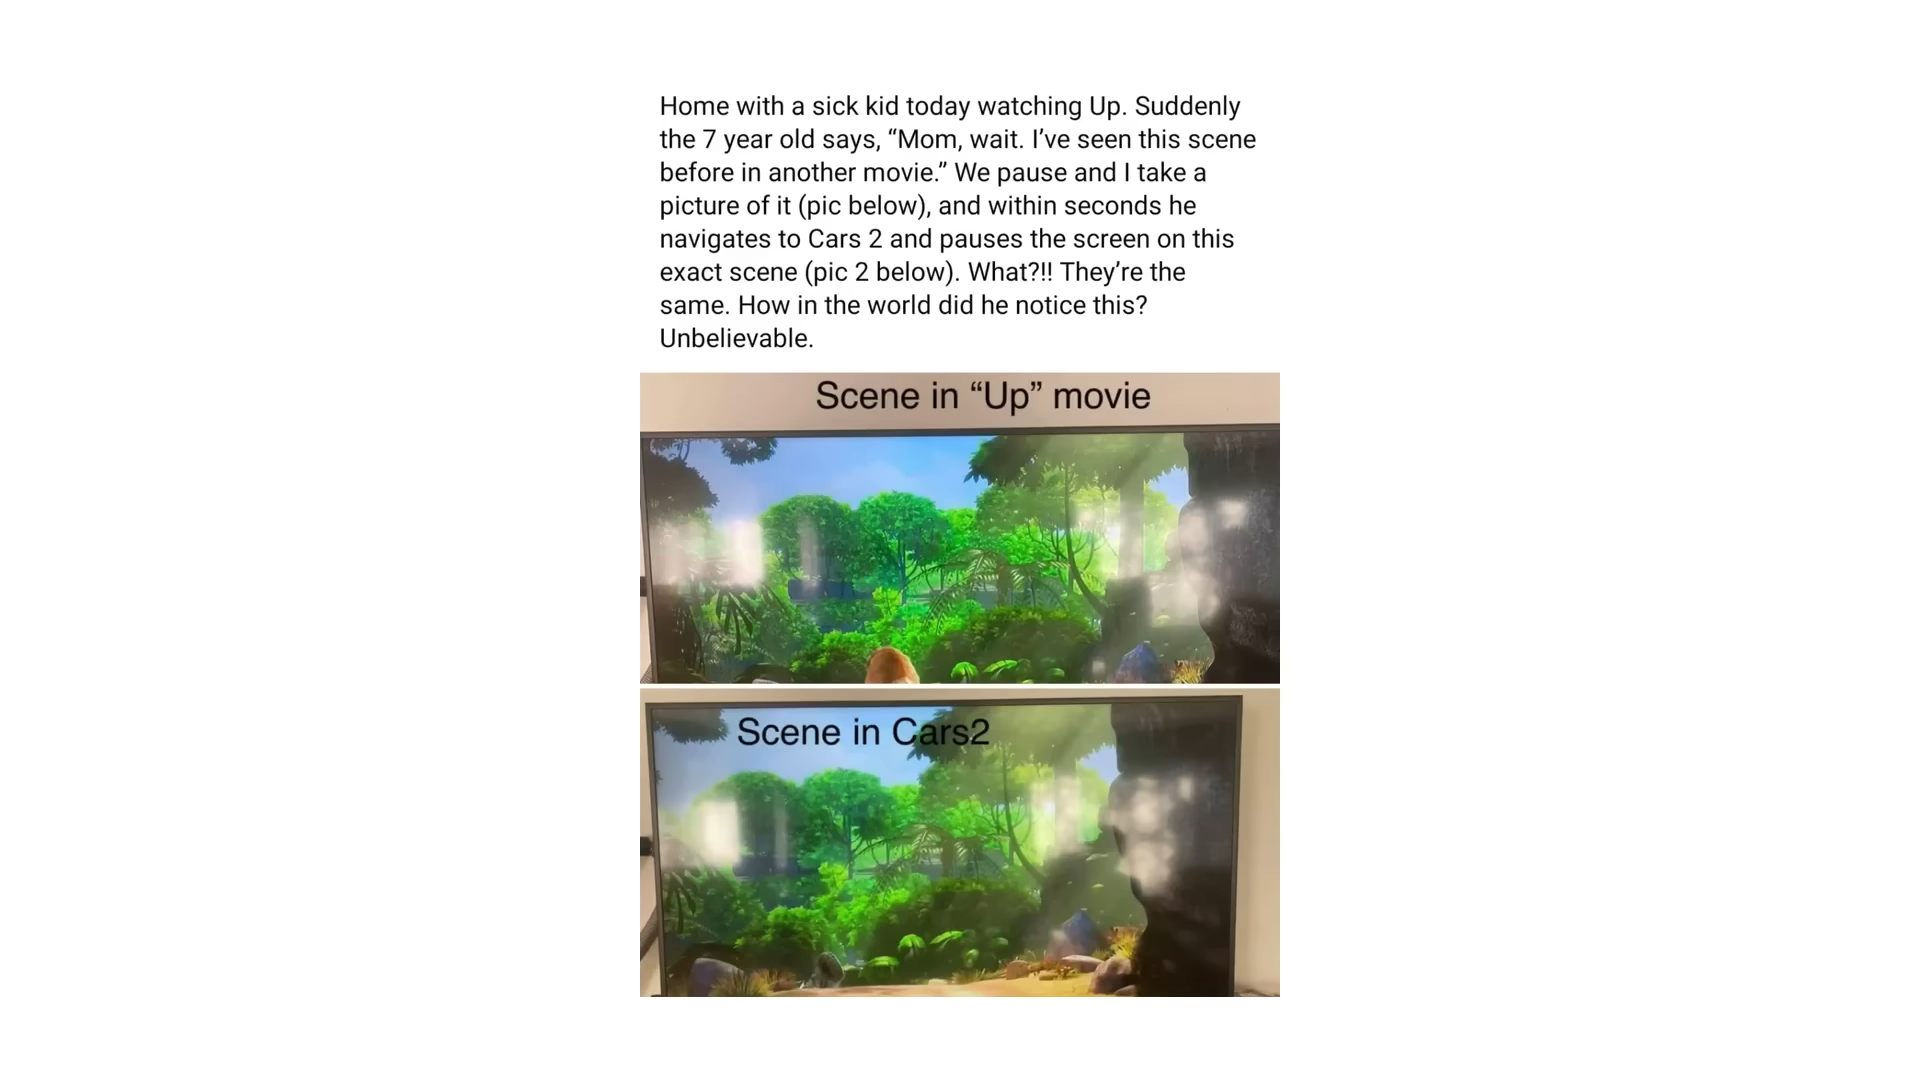 Home with a sick kid today watching Up. Suddenly
the 7 year old says, “Mom, wait. I’ve seen this scene
before in another movie.” We pause and I take a
picture of it (pic below), and within seconds he
navigates to Cars 2 and pauses the screen on this
exact scene (pic 2 below). What?!! They’re the
same. How in the world did he notice this?
Unbelievable.
Scene in “Up” movie
Scene in Cars2